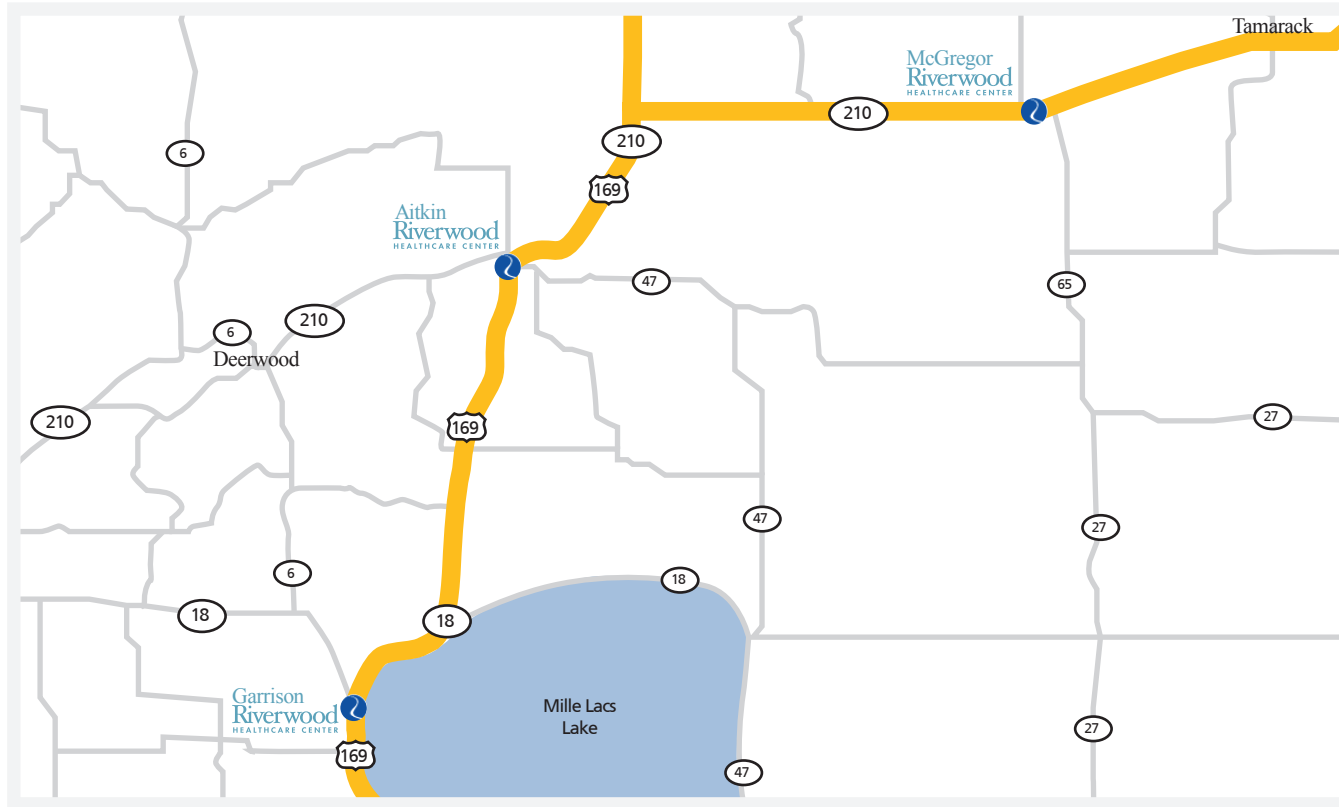 Tamarack
McGregor
Riverwood
HEALTHCARE CENTER
210
210
6
169
Aitkin
Riverwood
HEALTHCARE CENTER
47
65
210
6
Deerwood
210
169
27
47
27
6
18
18
18
Garrison
Riverwood
HEALTHCARE CENTER
Mille Lacs
Lake
27
169
47